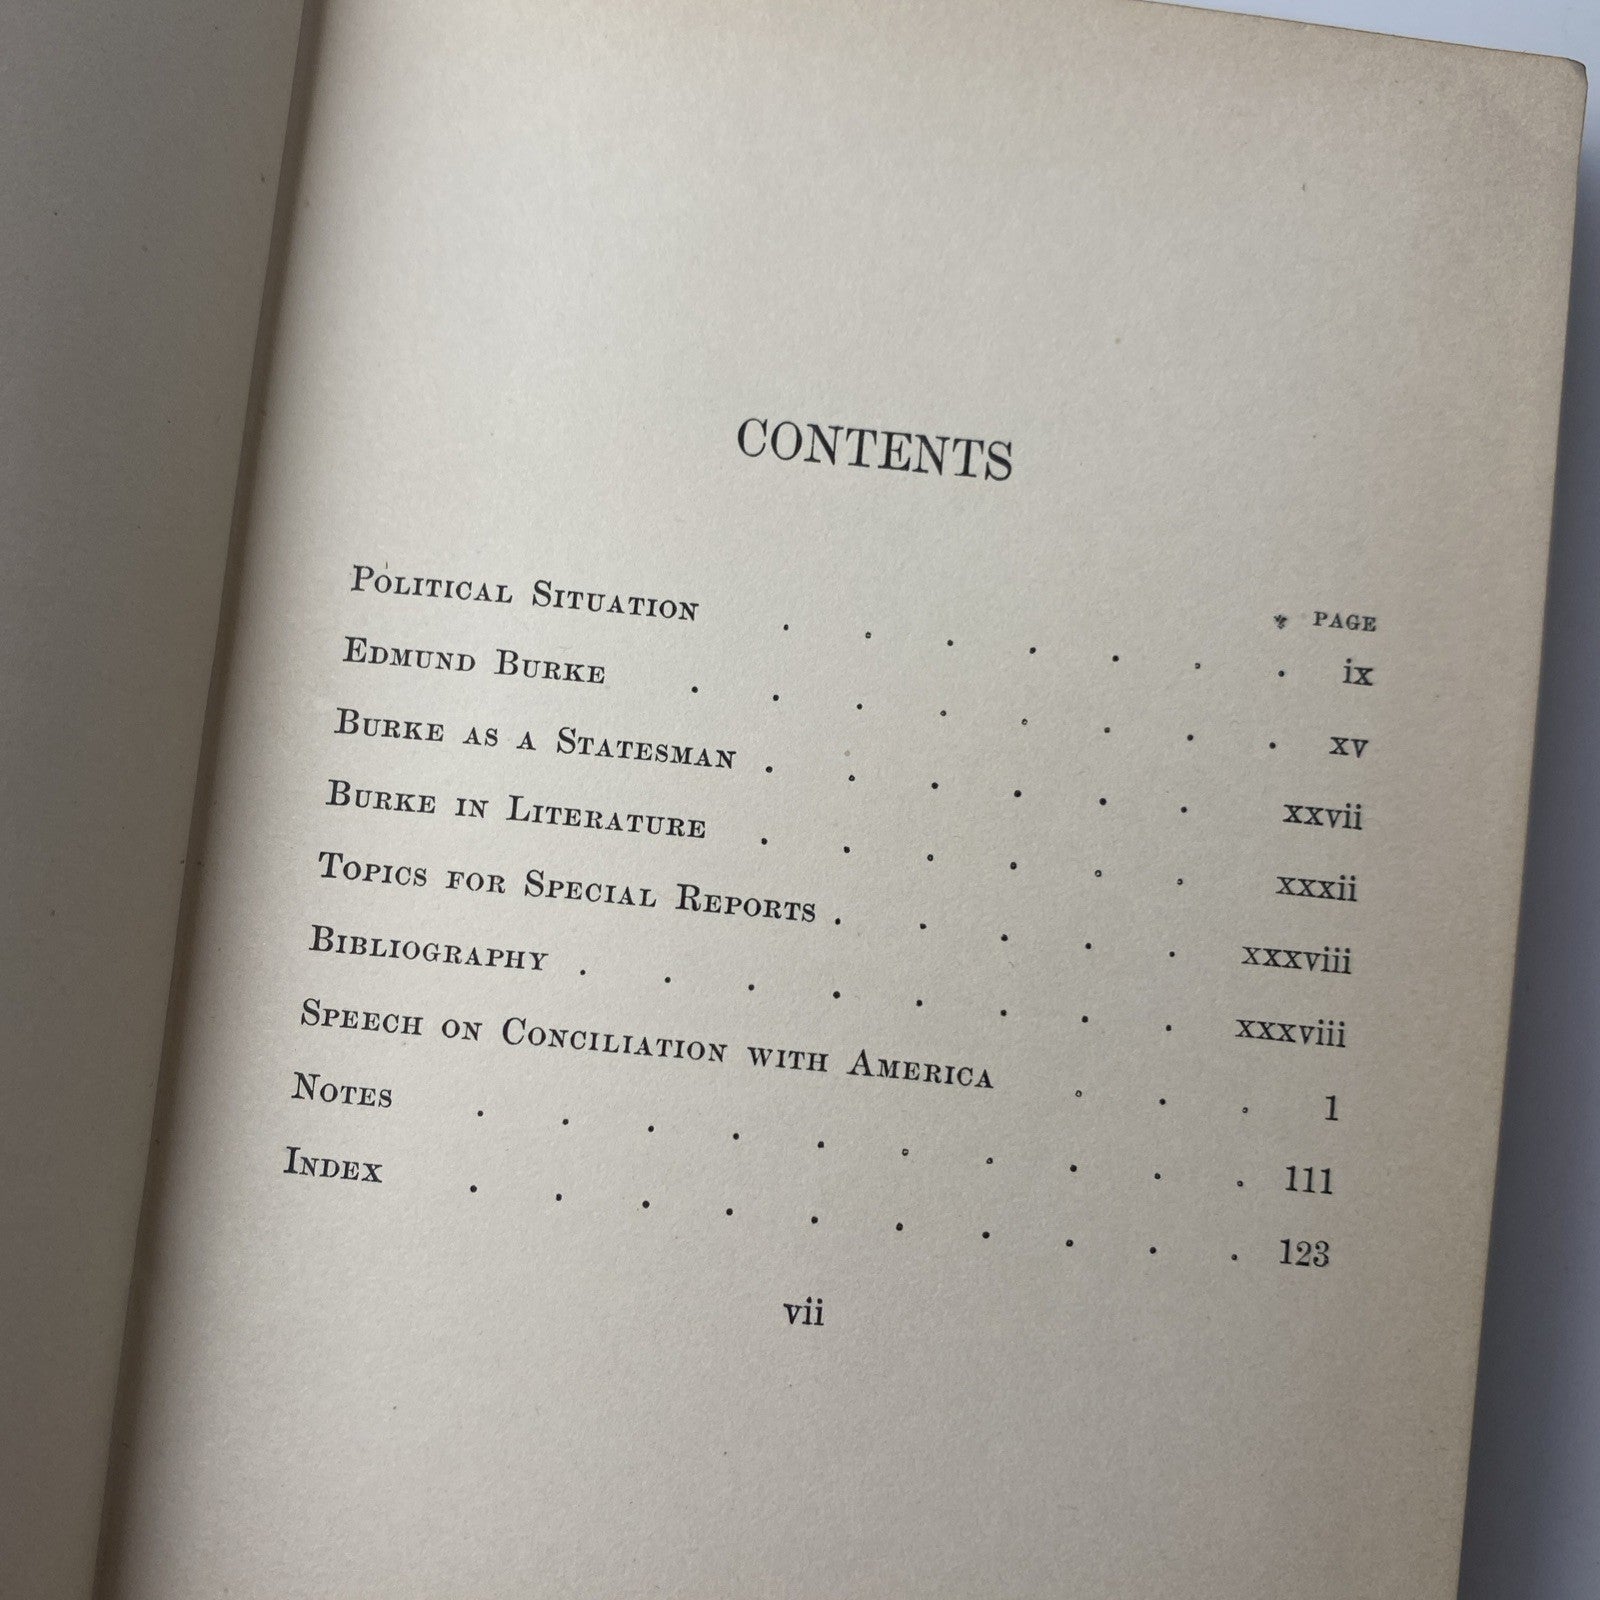 CONTENTS
PAGE
POLITICAL SITUATION . . . . . . . ix
EDMUND BURKE . . . . . . . . xv
BURKE AS A STATESMAN . . . . . . xxvii
BURKE IN LITERATURE . . . . . . xxxii
TOPICS FOR SPECIAL REPORTS . . . . . xxxviii
BIBLIOGRAPHY . . . . . . . . xxxviii
SPEECH ON CONCILIATION WITH AMERICA . . . 1
NOTES . . . . . . . . . . 111
INDEX . . . . . . . . . . 123
vii